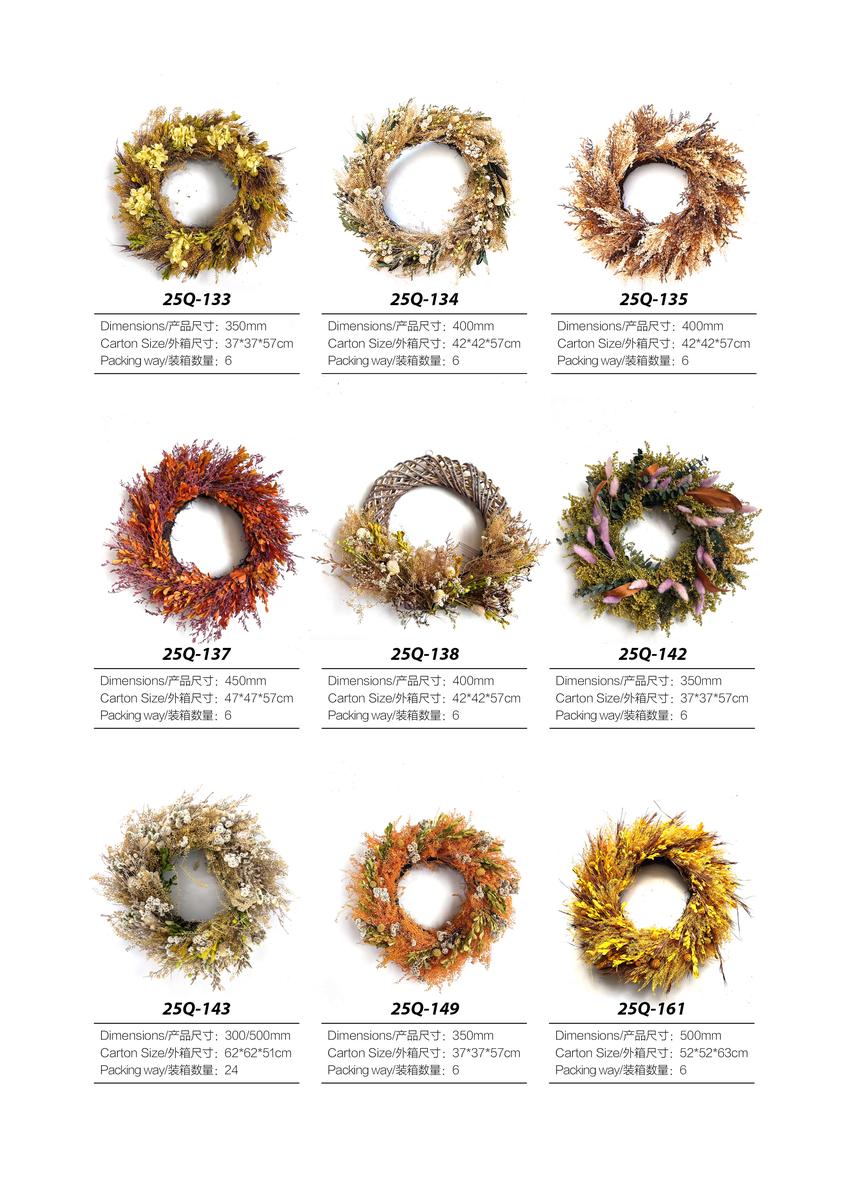 25Q-133
Dimensions/产品尺寸：350mm
Carton Size/外箱尺寸：37*37*57cm
Packing way/装箱数量：6
25Q-134
Dimensions/产品尺寸：400mm
Carton Size/外箱尺寸：42*42*57cm
Packing way/装箱数量：6
25Q-135
Dimensions/产品尺寸：400mm
Carton Size/外箱尺寸：42*42*57cm
Packing way/装箱数量：6
25Q-137
Dimensions/产品尺寸：450mm
Carton Size/外箱尺寸：47*47*57cm
Packing way/装箱数量：6
25Q-138
Dimensions/产品尺寸：400mm
Carton Size/外箱尺寸：42*42*57cm
Packing way/装箱数量：6
25Q-142
Dimensions/产品尺寸：350mm
Carton Size/外箱尺寸：37*37*57cm
Packing way/装箱数量：6
25Q-143
Dimensions/产品尺寸：300/500mm
Carton Size/外箱尺寸：62*62*51cm
Packing way/装箱数量：24
25Q-149
Dimensions/产品尺寸：350mm
Carton Size/外箱尺寸：37*37*57cm
Packing way/装箱数量：6
25Q-161
Dimensions/产品尺寸：500mm
Carton Size/外箱尺寸：52*52*63cm
Packing way/装箱数量：6